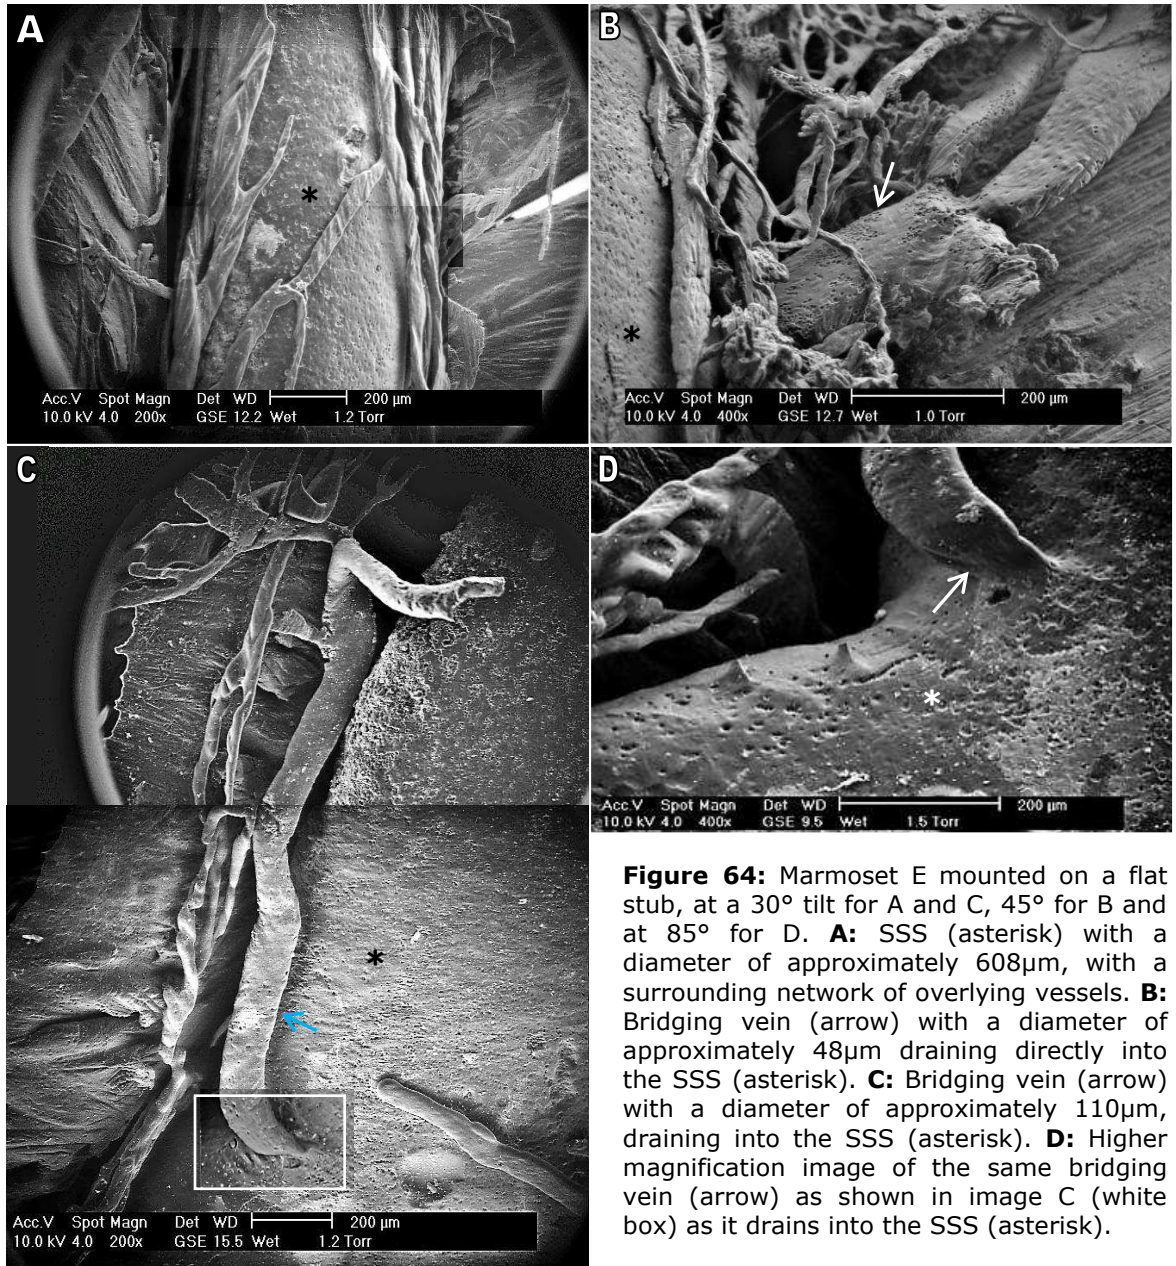 A
Acc.V Spot Magn Det WD 200 µm
10.0 kV 4.0 200x GSE 12.2 Wet 1.2 Torr
B
Acc.V Spot Magn Det WD 200 µm
10.0 kV 4.0 400x GSE 12.7 Wet 1.0 Torr
C
Acc.V Spot Magn Det WD 200 µm
10.0 kV 4.0 200x GSE 15.5 Wet 1.2 Torr
D
Acc.V Spot Magn Det WD 200 µm
10.0 kV 4.0 400x GSE 9.5 Wet 1.5 Torr
Figure 64: Marmoset E mounted on a flat
stub, at a 30° tilt for A and C, 45° for B and
at 85° for D. A: SSS (asterisk) with a
diameter of approximately 608µm, with a
surrounding network of overlying vessels. B:
Bridging vein (arrow) with a diameter of
approximately 48µm draining directly into
the SSS (asterisk). C: Bridging vein (arrow)
with a diameter of approximately 110µm,
draining into the SSS (asterisk). D: Higher
magnification image of the same bridging
vein (arrow) as shown in image C (white
box) as it drains into the SSS (asterisk).